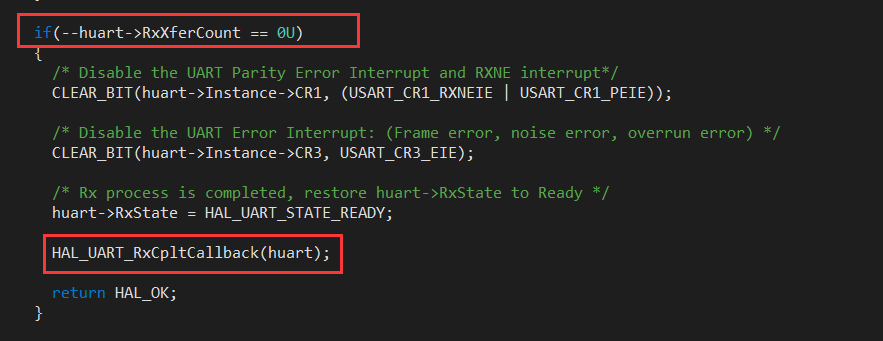 if(--huart->RxXferCount == 0U)
{
/* Disable the UART Parity Error Interrupt and RXNE interrupt*/
CLEAR_BIT(huart->Instance->CR1, (USART_CR1_RXNEIE | USART_CR1_PEIE));
/* Disable the UART Error Interrupt: (Frame error, noise error, overrun error) */
CLEAR_BIT(huart->Instance->CR3, USART_CR3_EIE);
/* Rx process is completed, restore huart->RxState to Ready */
huart->RxState = HAL_UART_STATE_READY;
HAL_UART_RxCpltCallback(huart);
return HAL_OK;
}